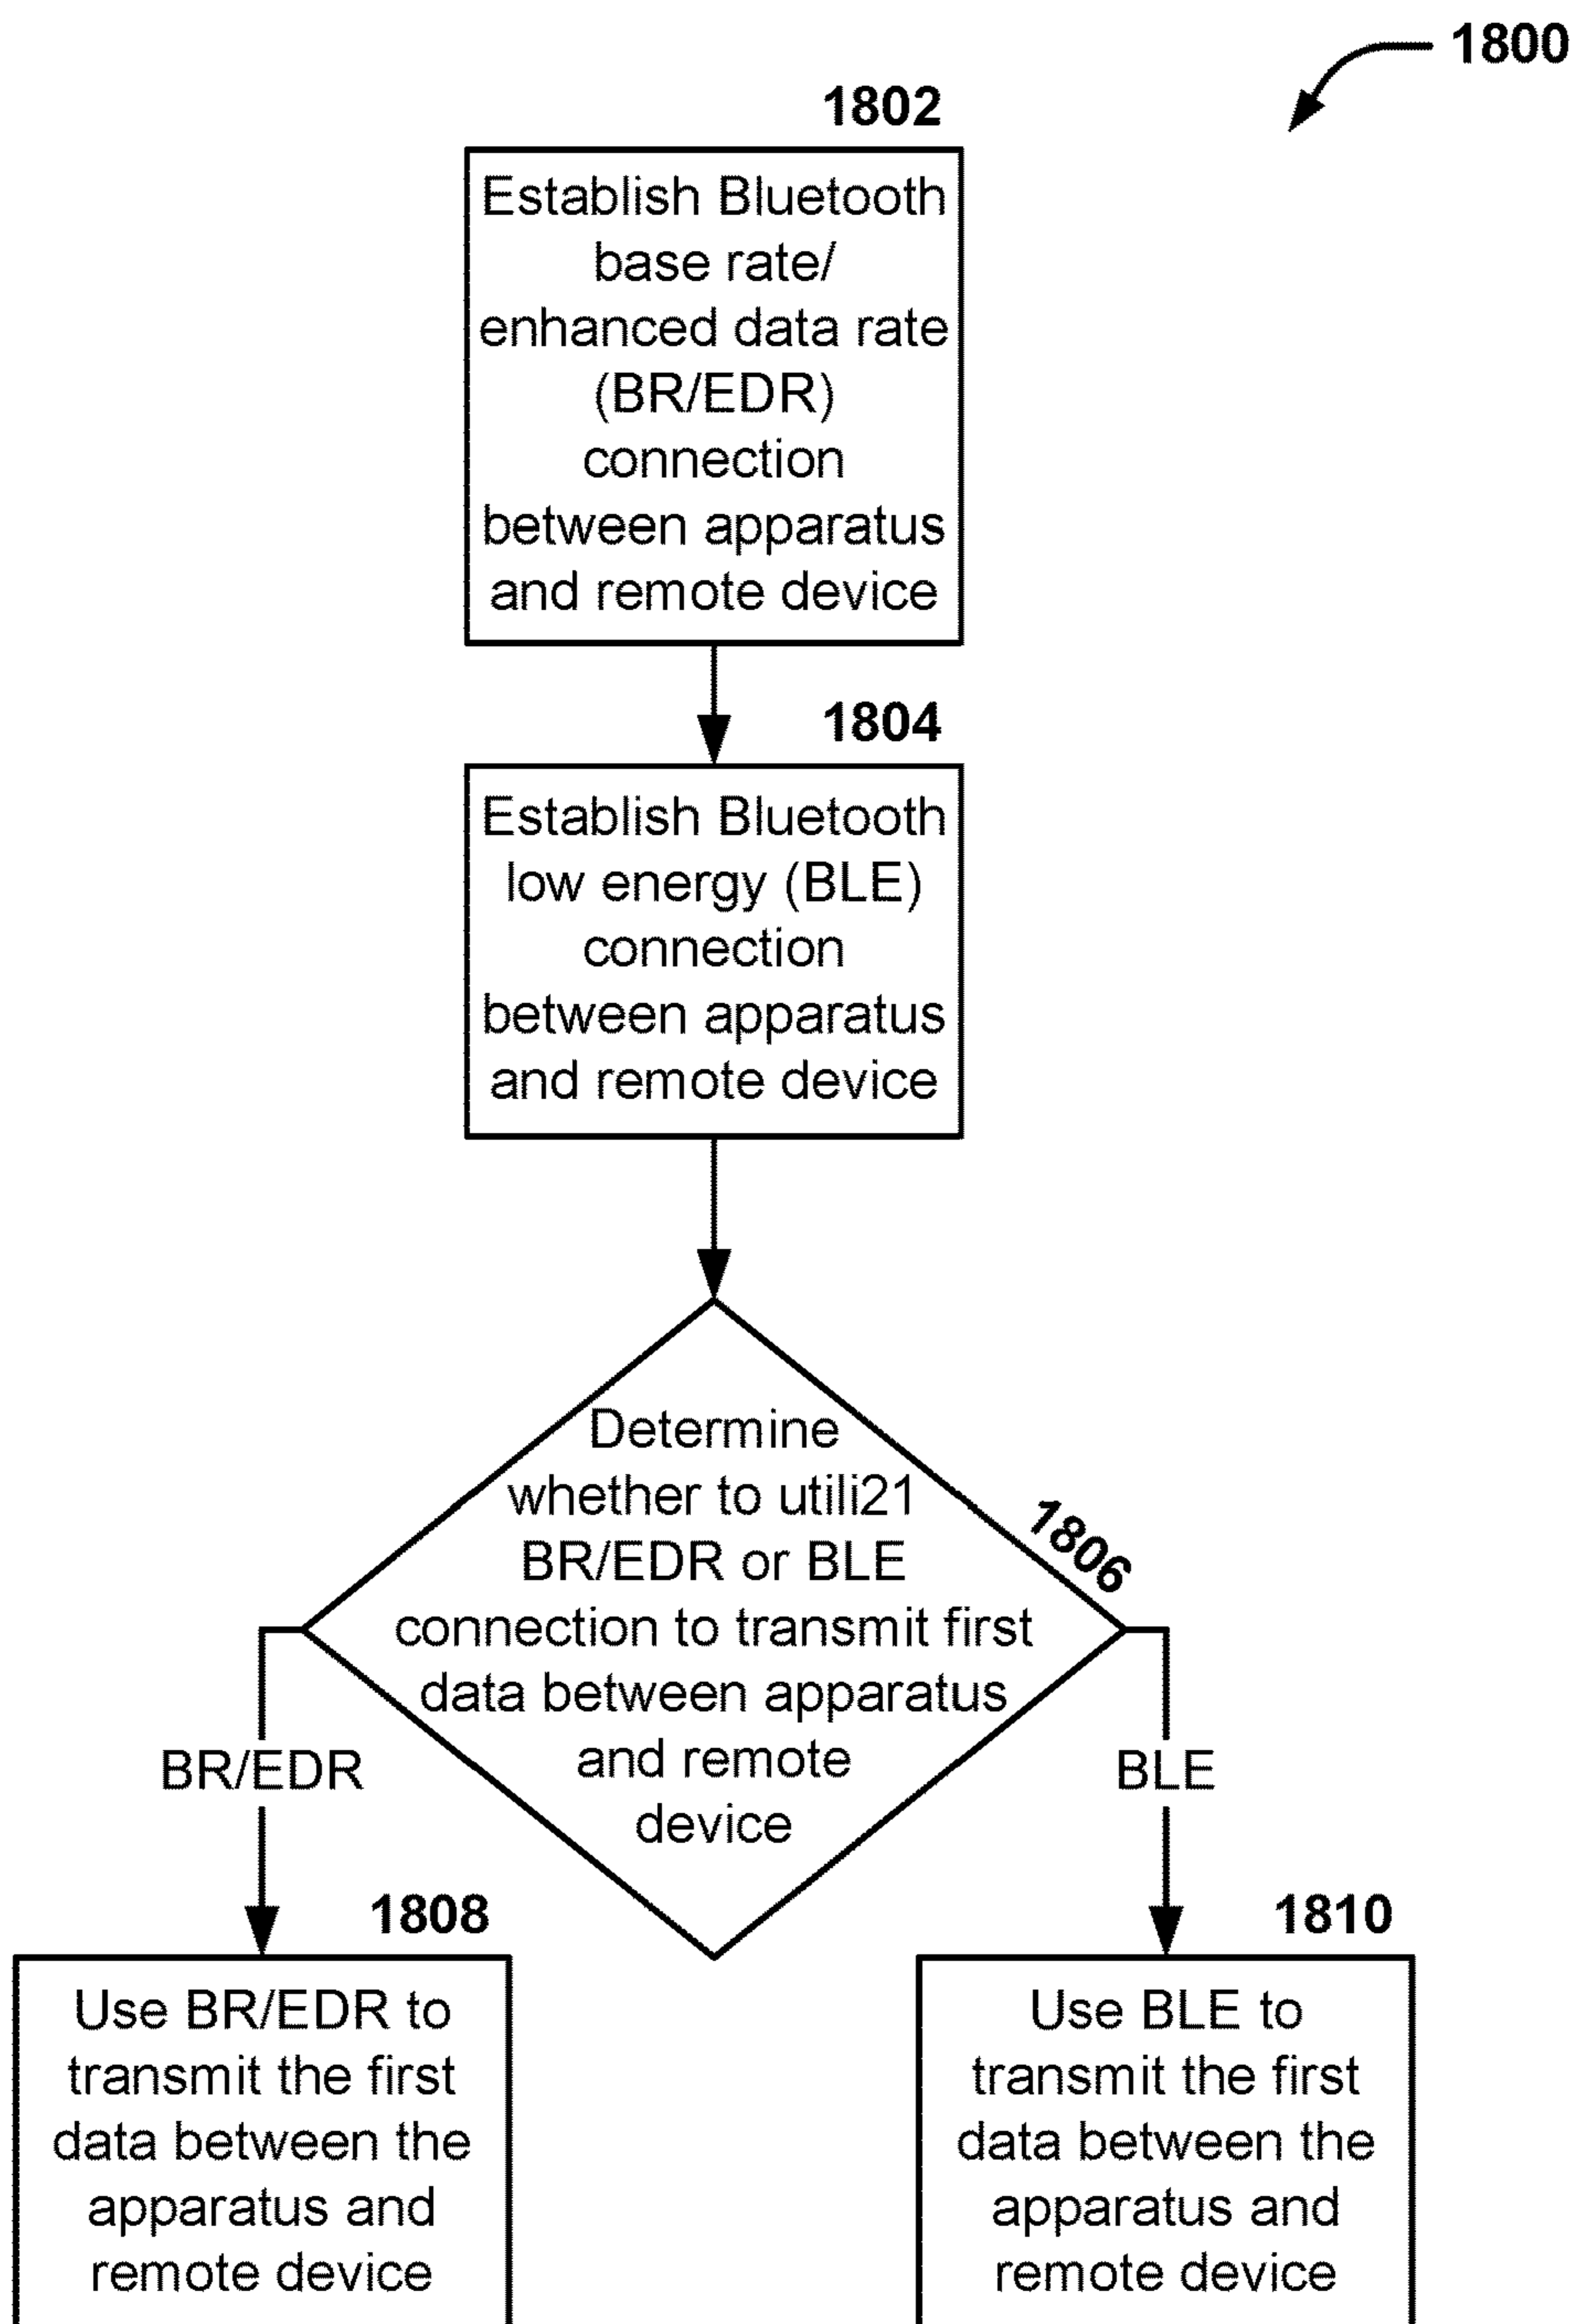 1800
1802
Establish Bluetooth
base rate/
enhanced data rate
(BR/EDR)
connection
between apparatus
and remote device
1804
Establish Bluetooth
low energy (BLE)
connection
between apparatus
and remote device
Determine
whether to utili21
BR/EDR or BLE
connection to transmit first
data between apparatus
and remote
device
1806
BR/EDR
BLE
1808
Use BR/EDR to
transmit the first
data between the
apparatus and
remote device
1810
Use BLE to
transmit the first
data between the
apparatus and
remote device